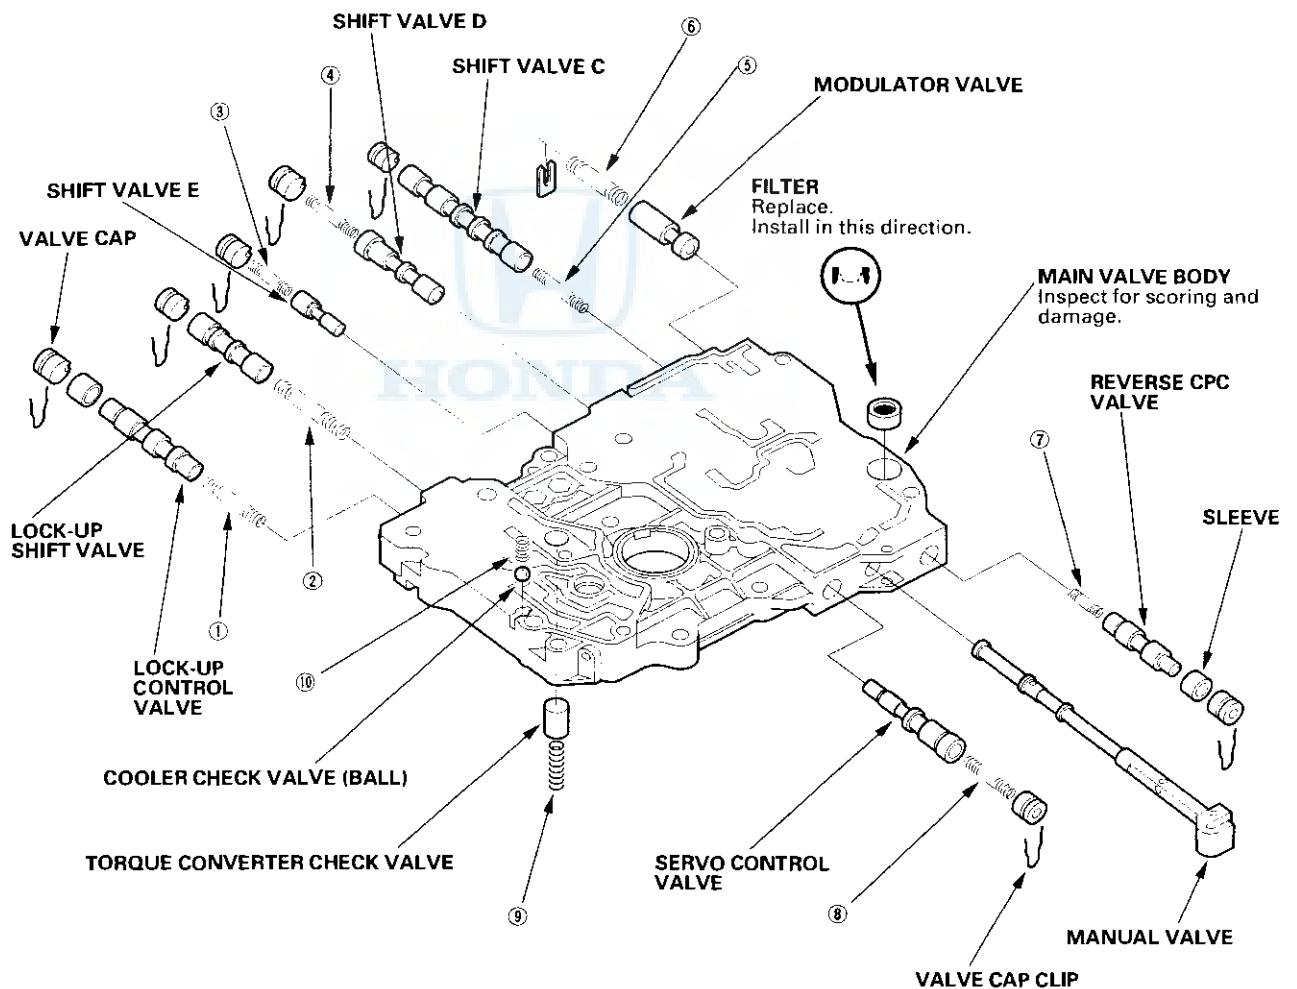 SHIFT VALVE D
⑥
SHIFT VALVE C
⑤
④
MODULATOR VALVE
③
SHIFT VALVE E
FILTER
Replace.
Install in this direction.
VALVE CAP
MAIN VALVE BODY
Inspect for scoring and
damage.
HONDA
REVERSE CPC
VALVE
⑦
SLEEVE
LOCK-UP
SHIFT VALVE
②
①
LOCK-UP
CONTROL
VALVE
⑩
COOLER CHECK VALVE (BALL)
TORQUE CONVERTER CHECK VALVE
SERVO CONTROL
VALVE
⑨
⑧
MANUAL VALVE
VALVE CAP CLIP